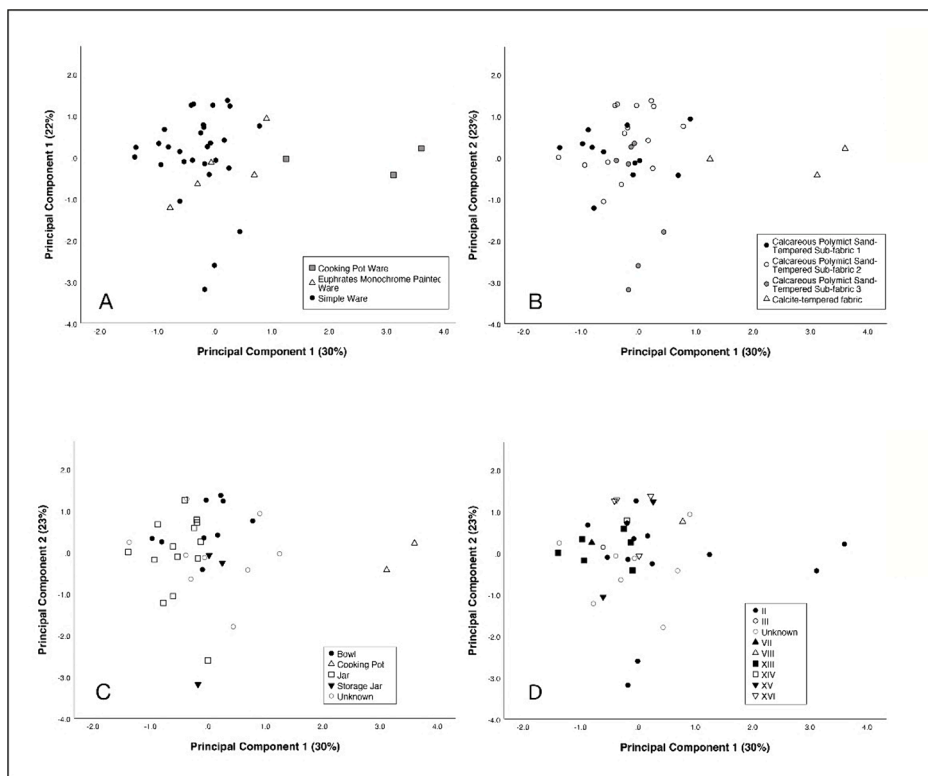 Principal Component 1 (22%)
2.0
1.0
.0
-1.0
-2.0
-3.0
-4.0
A
Cooking Pot Ware
Euphrates Monochrome Painted
Ware
Simple Ware
-2.0 -1.0 .0 1.0 2.0 3.0 4.0
Principal Component 1 (30%)
Principal Component 2 (23%)
2.0
1.0
.0
-1.0
-2.0
-3.0
-4.0
B
Calcareous Polymict Sand-
Tempered Sub-fabric 1
Calcareous Polymict Sand-
Tempered Sub-fabric 2
Calcareous Polymict Sand-
Tempered Sub-fabric 3
Calcite-tempered fabric
-2.0 -1.0 .0 1.0 2.0 3.0 4.0
Principal Component 1 (30%)
Principal Component 2 (23%)
2.0
1.0
.0
-1.0
-2.0
-3.0
-4.0
C
Bowl
Cooking Pot
Jar
Storage Jar
Unknown
-2.0 -1.0 .0 1.0 2.0 3.0 4.0
Principal Component 1 (30%)
Principal Component 2 (23%)
2.0
1.0
.0
-1.0
-2.0
-3.0
-4.0
D
II
III
Unknown
VII
VIII
XIII
XIV
XV
XVI
-2.0 -1.0 .0 1.0 2.0 3.0 4.0
Principal Component 1 (30%)